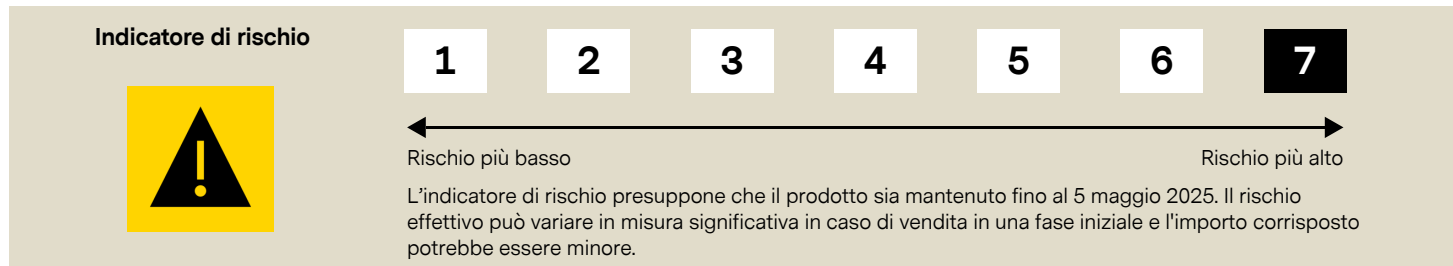 Indicatore di rischio
1 2 3 4 5 6 7
Rischio più basso Rischio più alto
L’indicatore di rischio presuppone che il prodotto sia mantenuto fino al 5 maggio 2025. Il rischio
effettivo può variare in misura significativa in caso di vendita in una fase iniziale e l'importo corrisposto
potrebbe essere minore.